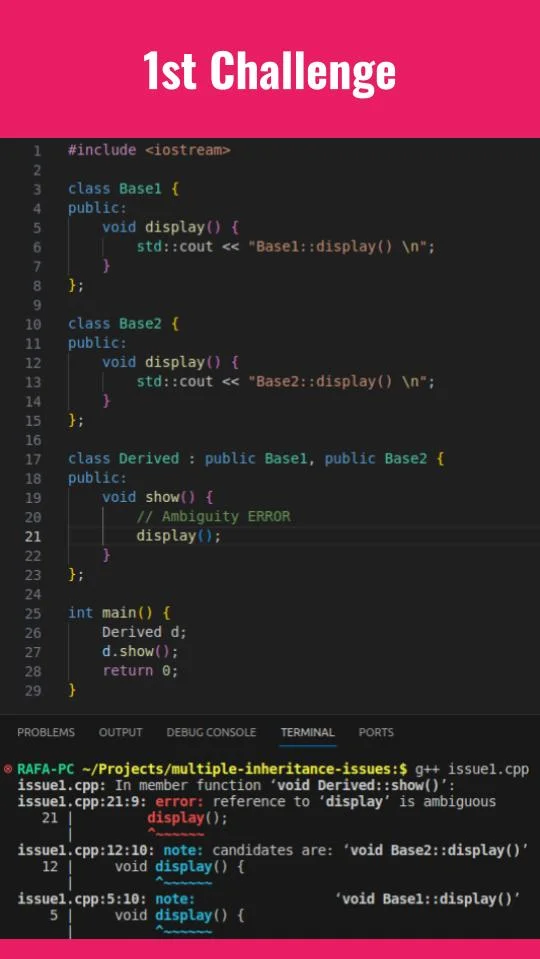 1st Challenge
1 #include <iostream>
2
3 class Base1 {
4 public:
5     void display() {
6         std::cout << "Base1::display() \n";
7     }
8 };
9
10 class Base2 {
11 public:
12     void display() {
13         std::cout << "Base2::display() \n";
14     }
15 };
16
17 class Derived : public Base1, public Base2 {
18 public:
19     void show() {
20         // Ambiguity ERROR
21         display();
22     }
23 };
24
25 int main() {
26     Derived d;
27     d.show();
28     return 0;
29 }
PROBLEMS OUTPUT DEBUG CONSOLE TERMINAL PORTS
RAFA-PC ~/Projects/multiple-inheritance-issues:$ g++ issue1.cpp
issue1.cpp: In member function ‘void Derived::show()’:
issue1.cpp:21:9: error: reference to ‘display’ is ambiguous
   21 |         display();
      |         ^~~~~~~
issue1.cpp:12:10: note: candidates are: ‘void Base2::display()’
   12 |     void display() {
      |          ^~~~~~~
issue1.cpp:5:10: note:                 ‘void Base1::display()’
    5 |     void display() {
      |          ^~~~~~~